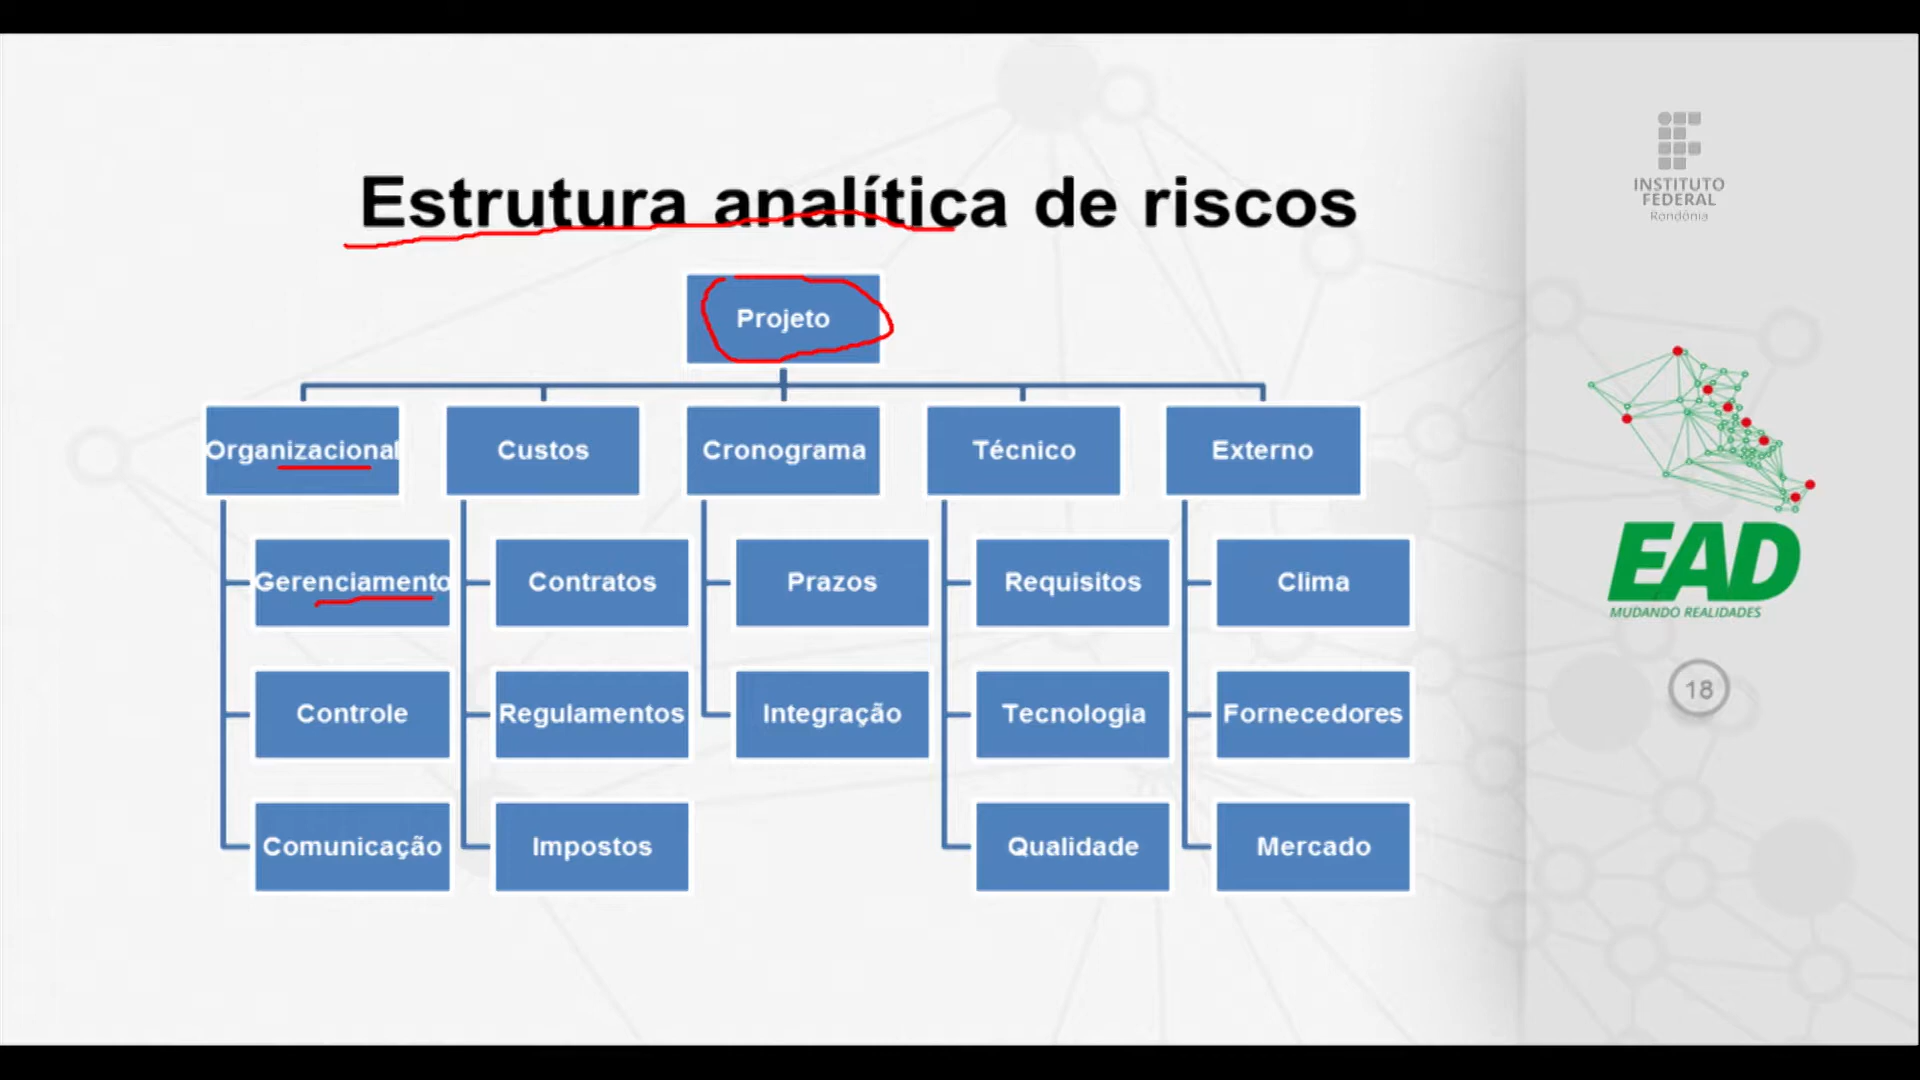 Estrutura analítica de riscos
Projeto
Organizacional
Custos
Cronograma
Técnico
Externo
Gerenciamento
Contratos
Prazos
Requisitos
Clima
Controle
Regulamentos
Integração
Tecnologia
Fornecedores
Comunicação
Impostos
Qualidade
Mercado
INSTITUTO
FEDERAL
Rondônia
EAD
MUDANDO REALIDADES
18